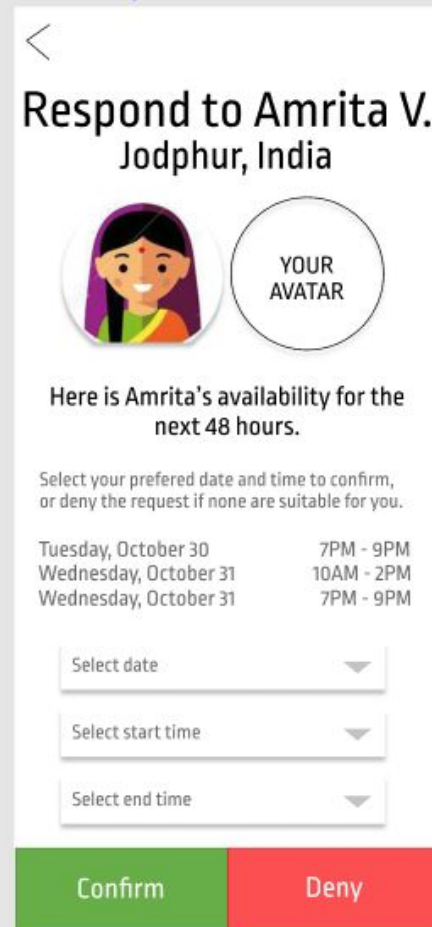 Respond to Amrita V.
Jodphur, India
YOUR
AVATAR
Here is Amrita's availability for the
next 48 hours.
Select your prefered date and time to confirm,
or deny the request if none are suitable for you.
Tuesday, October 30 7PM - 9PM
Wednesday, October 31 10AM - 2PM
Wednesday, October 31 7PM - 9PM
Select date
Select start time
Select end time
Confirm Deny